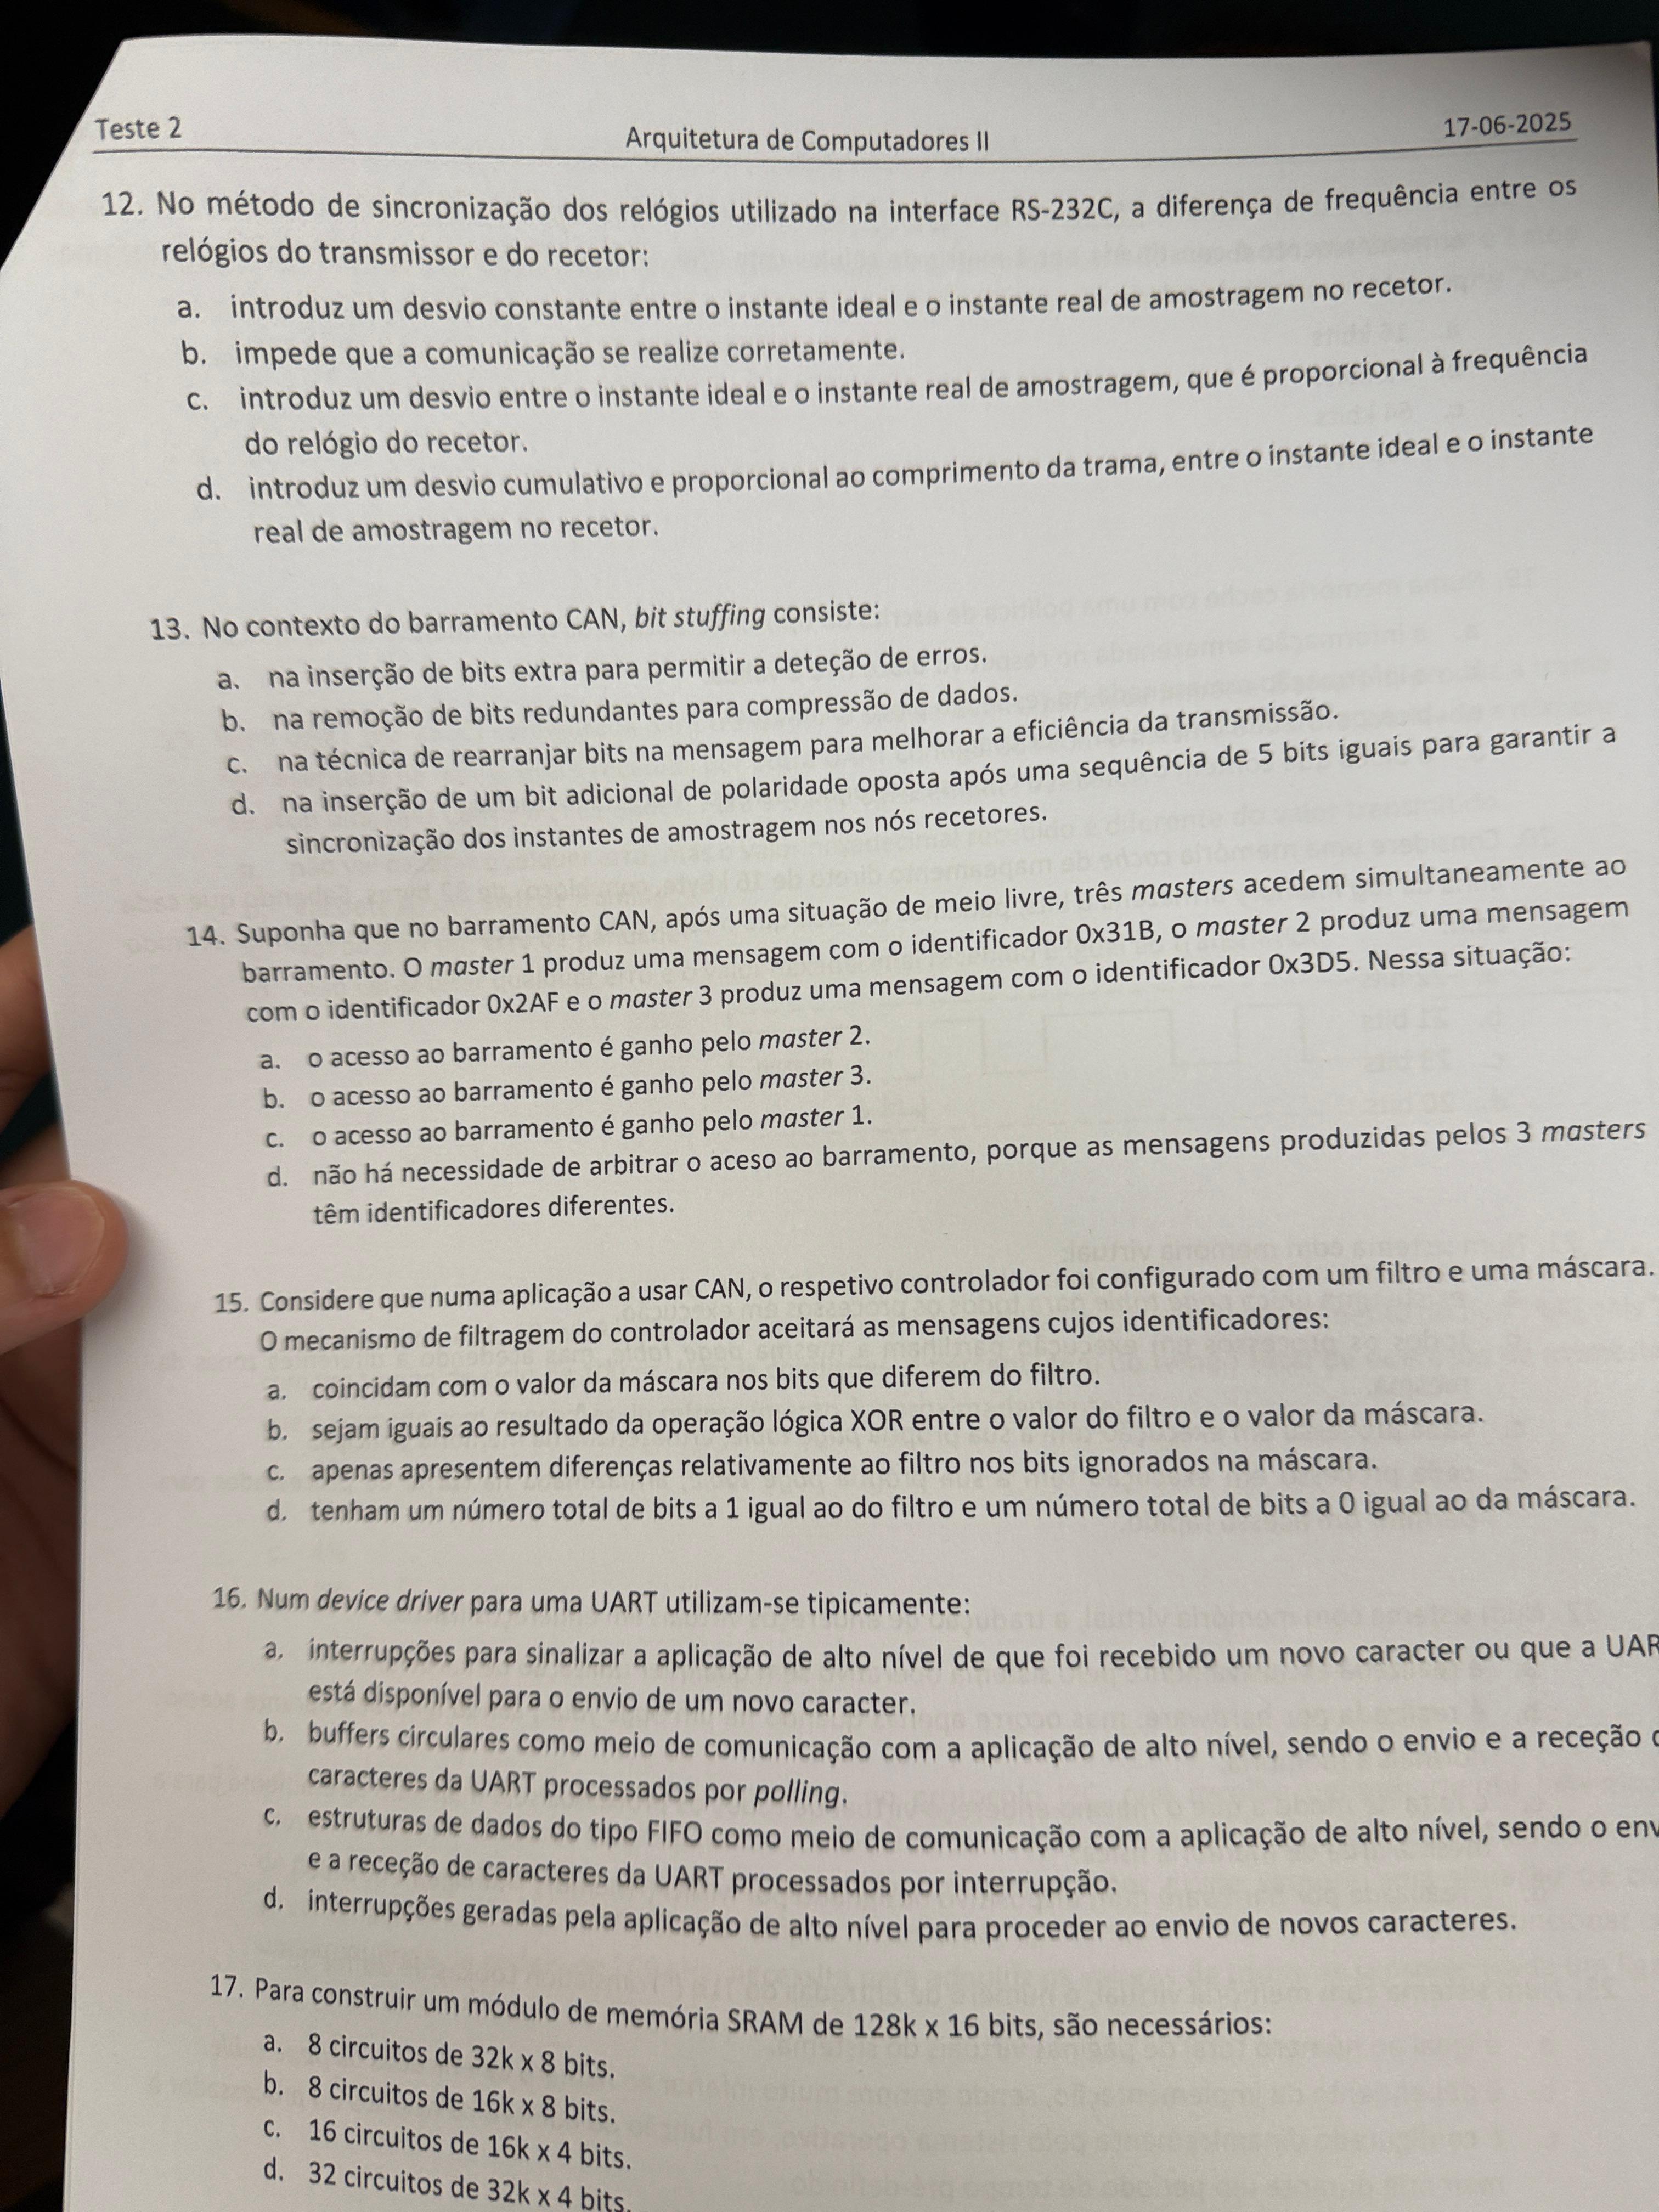 Teste 2
Arquitetura de Computadores II
17-06-2025
12. No método de sincronização dos relógios utilizado na interface RS-232C, a diferença de frequência entre os
relógios do transmissor e do recetor:
a. introduz um desvio constante entre o instante ideal e o instante real de amostragem no recetor.
b. impede que a comunicação se realize corretamente.
c. introduz um desvio entre o instante ideal e o instante real de amostragem, que é proporcional à frequência
do relógio do recetor.
d. introduz um desvio cumulativo e proporcional ao comprimento da trama, entre o instante ideal e o instante
real de amostragem no recetor.
13. No contexto do barramento CAN, bit stuffing consiste:
a. na inserção de bits extra para permitir a deteção de erros.
b. na remoção de bits redundantes para compressão de dados.
c. na técnica de rearranjar bits na mensagem para melhorar a eficiência da transmissão.
d. na inserção de um bit adicional de polaridade oposta após uma sequência de 5 bits iguais para garantir a
sincronização dos instantes de amostragem nos nós recetores.
14. Suponha que no barramento CAN, após uma situação de meio livre, três masters acedem simultaneamente ao
barramento. O master 1 produz uma mensagem com o identificador 0x31B, o master 2 produz uma mensagem
com o identificador 0x2AF e o master 3 produz uma mensagem com o identificador 0x3D5. Nessa situação:
a. o acesso ao barramento é ganho pelo master 2.
b. o acesso ao barramento é ganho pelo master 3.
c. o acesso ao barramento é ganho pelo master 1.
d. não há necessidade de arbitrar o aceso ao barramento, porque as mensagens produzidas pelos 3 masters
têm identificadores diferentes.
15. Considere que numa aplicação a usar CAN, o respetivo controlador foi configurado com um filtro e uma máscara.
O mecanismo de filtragem do controlador aceitará as mensagens cujos identificadores:
a. coincidam com o valor da máscara nos bits que diferem do filtro.
b. sejam iguais ao resultado da operação lógica XOR entre o valor do filtro e o valor da máscara.
c. apenas apresentem diferenças relativamente ao filtro nos bits ignorados na máscara.
d. tenham um número total de bits a 1 igual ao do filtro e um número total de bits a 0 igual ao da máscara.
16. Num device driver para uma UART utilizam-se tipicamente:
a. interrupções para sinalizar a aplicação de alto nível de que foi recebido um novo caracter ou que a UAR
está disponível para o envio de um novo caracter.
b. buffers circulares como meio de comunicação com a aplicação de alto nível, sendo o envio e a receção
caracteres da UART processados por polling.
c. estruturas de dados do tipo FIFO como meio de comunicação com a aplicação de alto nível, sendo o env
e a receção de caracteres da UART processados por interrupção.
d. interrupções geradas pela aplicação de alto nível para proceder ao envio de novos caracteres.
17. Para construir um módulo de memória SRAM de 128k x 16 bits, são necessários:
a. 8 circuitos de 32k x 8 bits.
b. 8 circuitos de 16k x 8 bits.
c. 16 circuitos de 16k x 4 bits.
d. 32 circuitos de 32k x 4 bits.